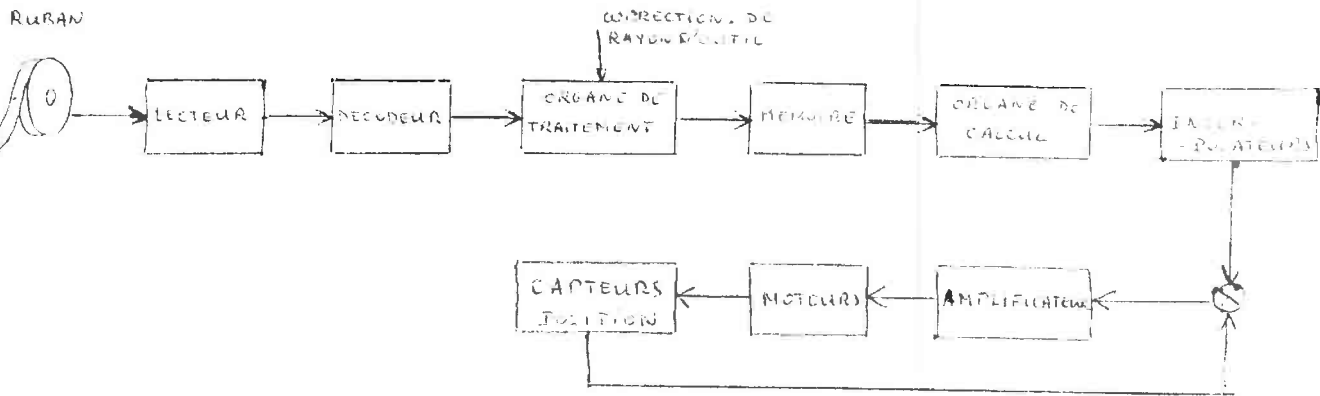 RUBAN
CORRECTION. DE
RAYON D'OUTIL
LECTEUR
DECODEUR
ORGANE DE
TRAITEMENT
MEMOIRE
ORGANE DE
CALCUL
INTER-
-POLATEURS
CAPTEURS
POSITION
MOTEURS
AMPLIFICATEUR